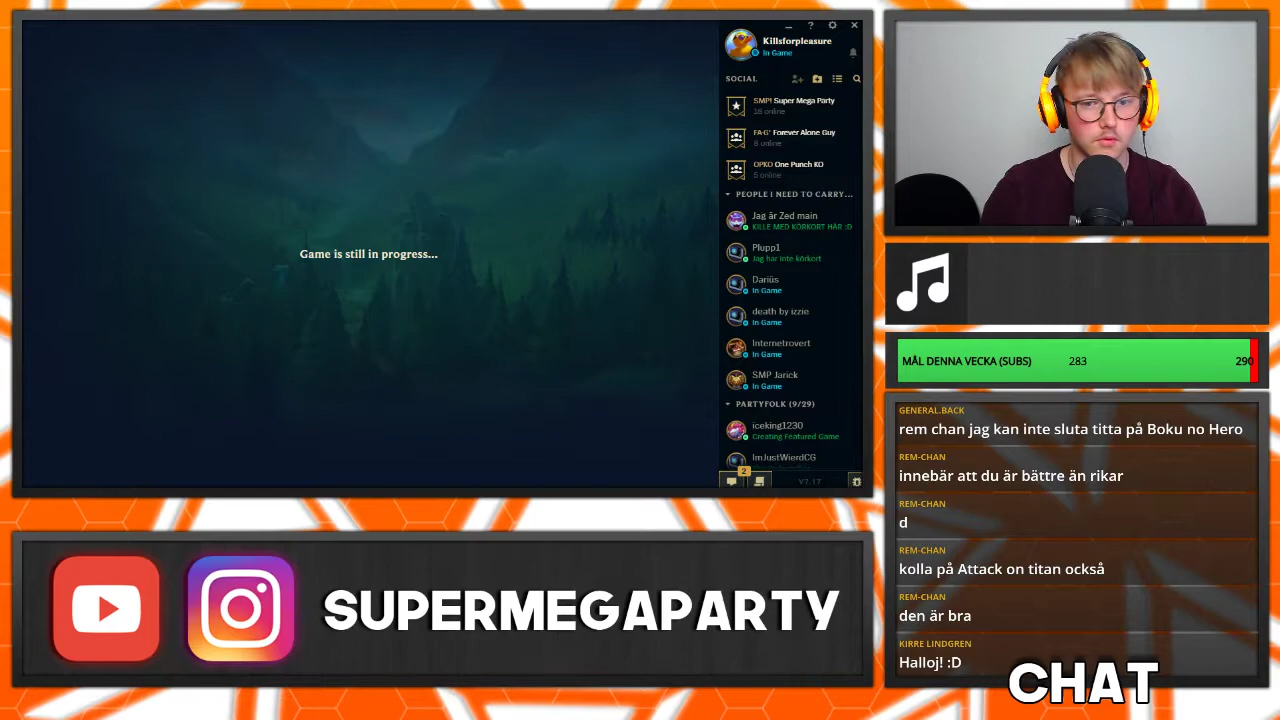 Killsforpleasure
In Game
SOCIAL
SMP! Super Mega Party
18 online
FA-G' Forever Alone Guy
8 online
OPKO One Punch KO
5 online
PEOPLE I NEED TO CARRY...
Jag är Zed main
KILLE MED KÖRKORT HÄR :D
Plupp1
Jag har inte körkort
Dariüs
In Game
death by izzie
In Game
Internetrovert
In Game
SMP Jarick
In Game
PARTYFOLK (9/29)
iceking1230
Creating Featured Game
ImJustWierdCG
2
V7.17
Game is still in progress...
MÅL DENNA VECKA (SUBS) 283 290
GENERAL.BACK
rem chan jag kan inte sluta titta på Boku no Hero
REM-CHAN
innebär att du är bättre än rikar
REM-CHAN
d
REM-CHAN
kolla på Attack on titan också
REM-CHAN
den är bra
KIRRE LINDGREN
Halloj! :D
CHAT
SUPERMEGAPARTY